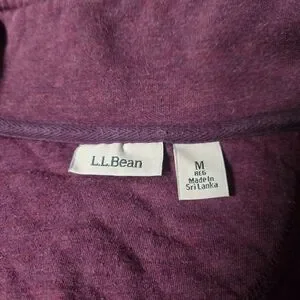 L.L.Bean
M
REG
Made In
Sri Lanka